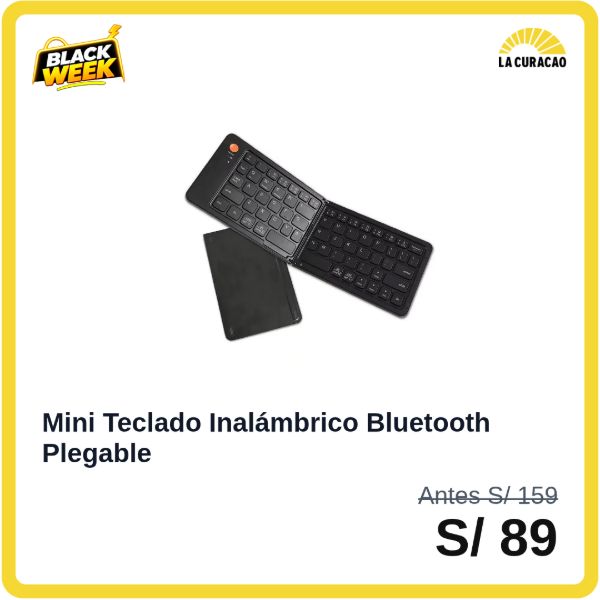 BLACK
WEEK
LA CURACAO
Mini Teclado Inalámbrico Bluetooth
Plegable
Antes S/ 159
S/ 89